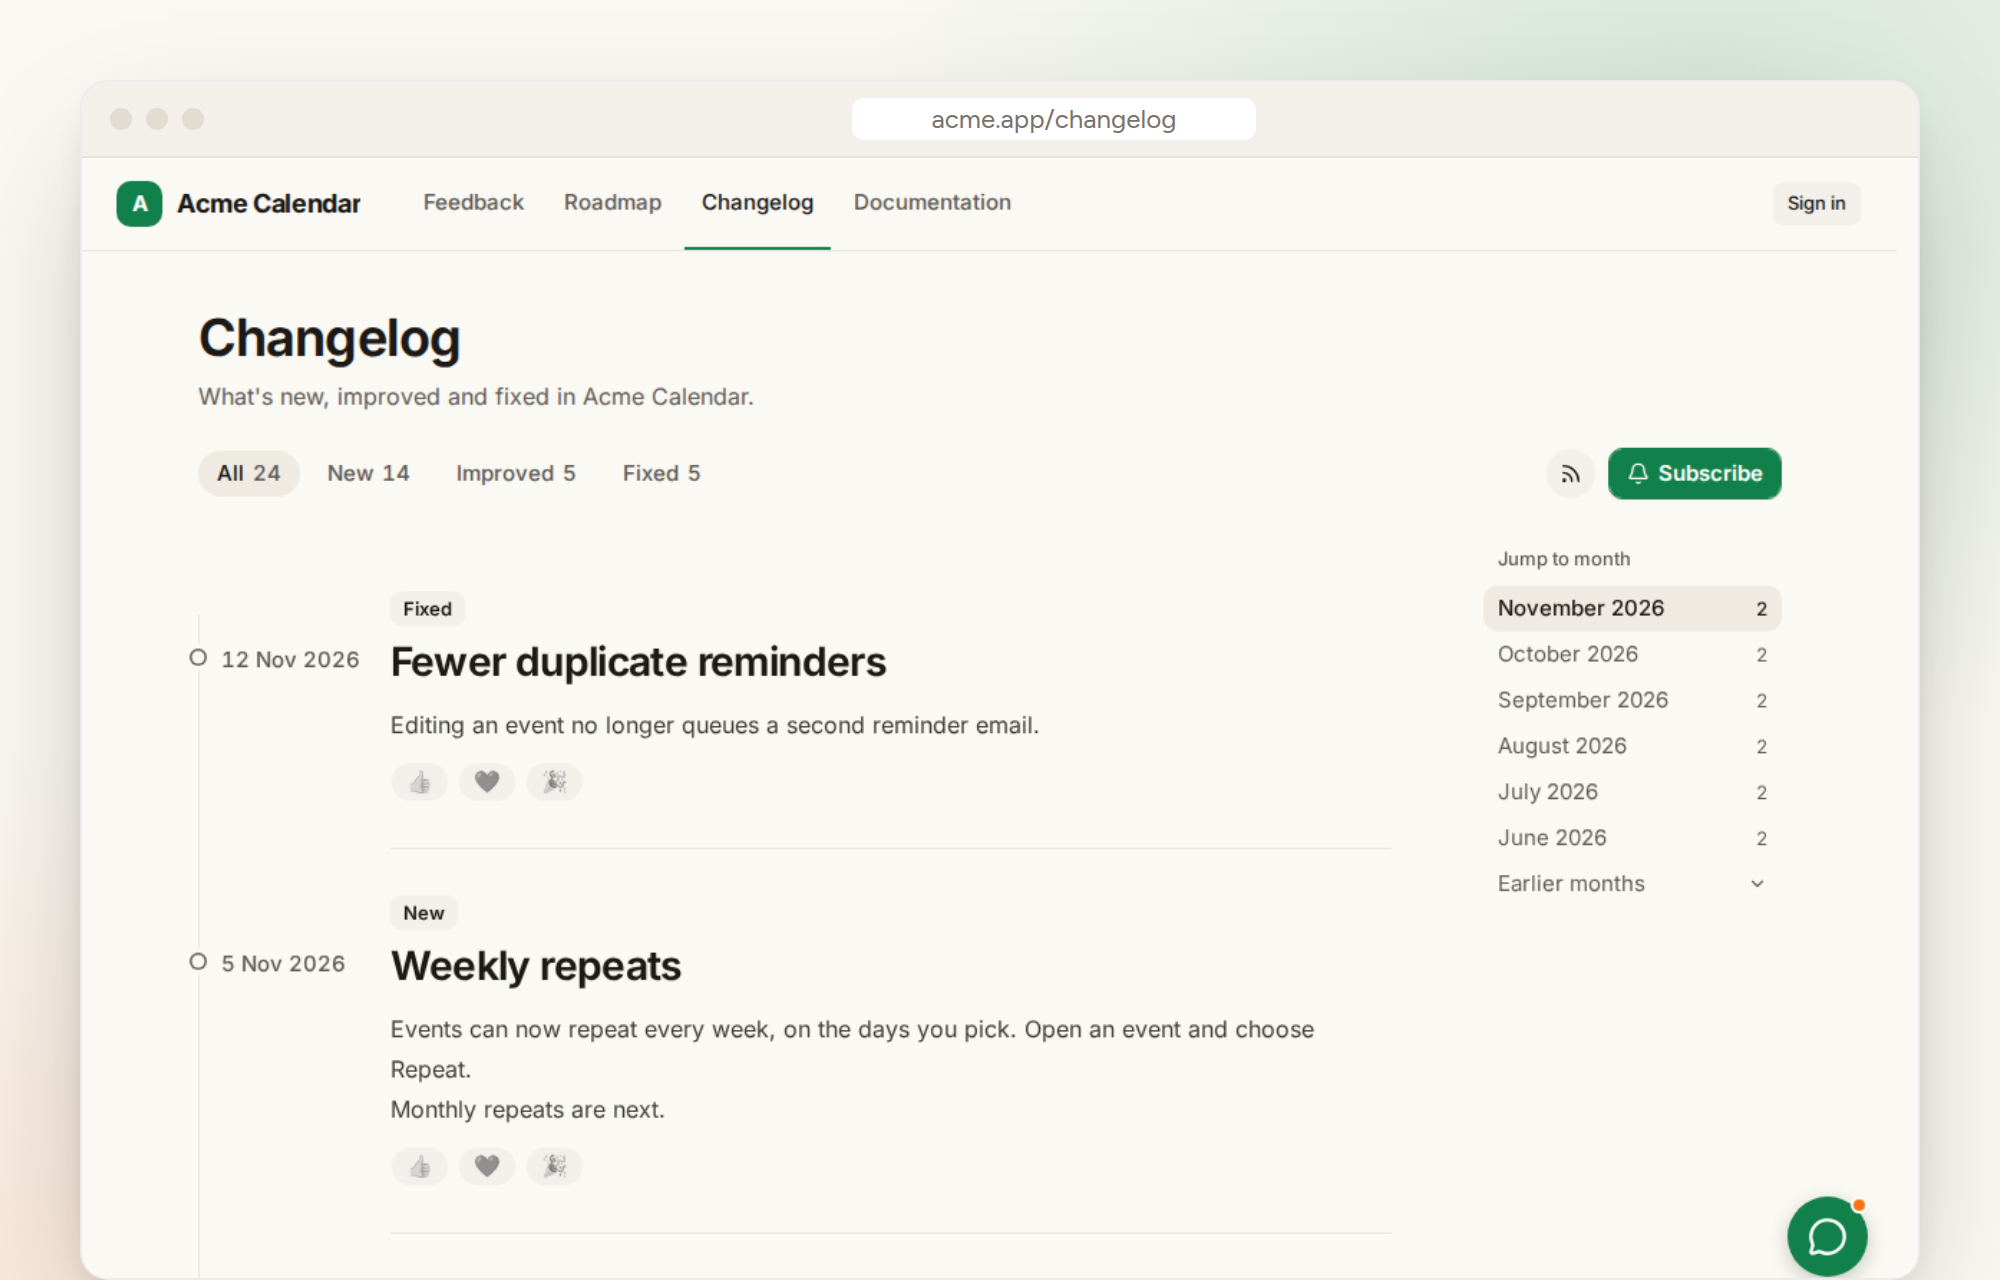 acme.app/changelog
A Acme Calendar Feedback Roadmap Changelog Documentation Sign in
Changelog
What's new, improved and fixed in Acme Calendar.
All 24 New 14 Improved 5 Fixed 5 Subscribe
Jump to month
November 2026 2
October 2026 2
September 2026 2
August 2026 2
July 2026 2
June 2026 2
Earlier months
Fixed
12 Nov 2026 Fewer duplicate reminders
Editing an event no longer queues a second reminder email.
New
5 Nov 2026 Weekly repeats
Events can now repeat every week, on the days you pick. Open an event and choose
Repeat.
Monthly repeats are next.